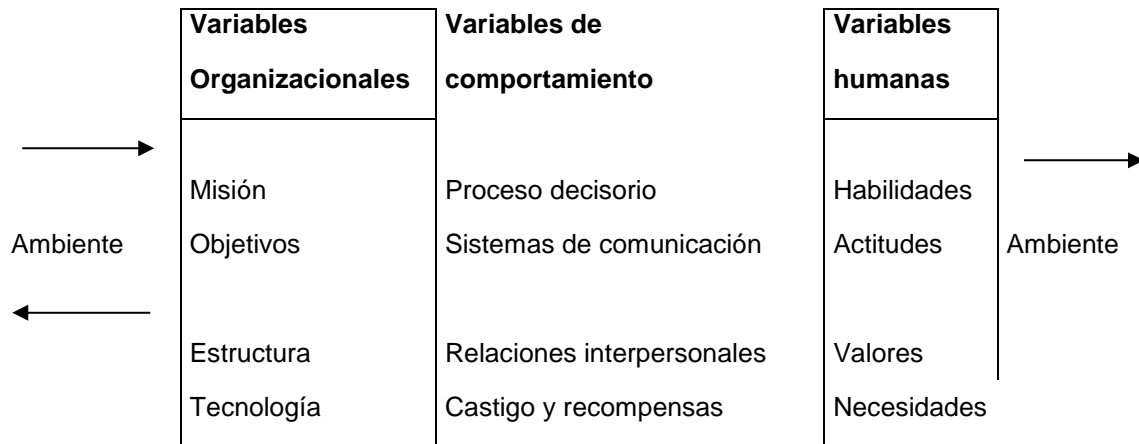 Variables Variables de Variables
Organizacionales comportamiento humanas
Misión Proceso decisorio Habilidades
Ambiente Objetivos Sistemas de comunicación Actitudes Ambiente
Estructura Relaciones interpersonales Valores
Tecnología Castigo y recompensas Necesidades